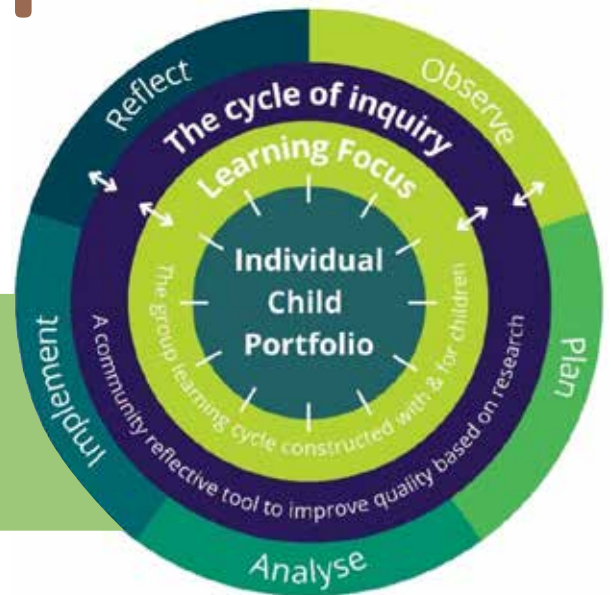 Reflect
Observe
Plan
Analyse
Implement
The cycle of inquiry
A community reflective tool to improve quality based on research
Learning Focus
The group learning cycle constructed with & for children
Individual
Child
Portfolio